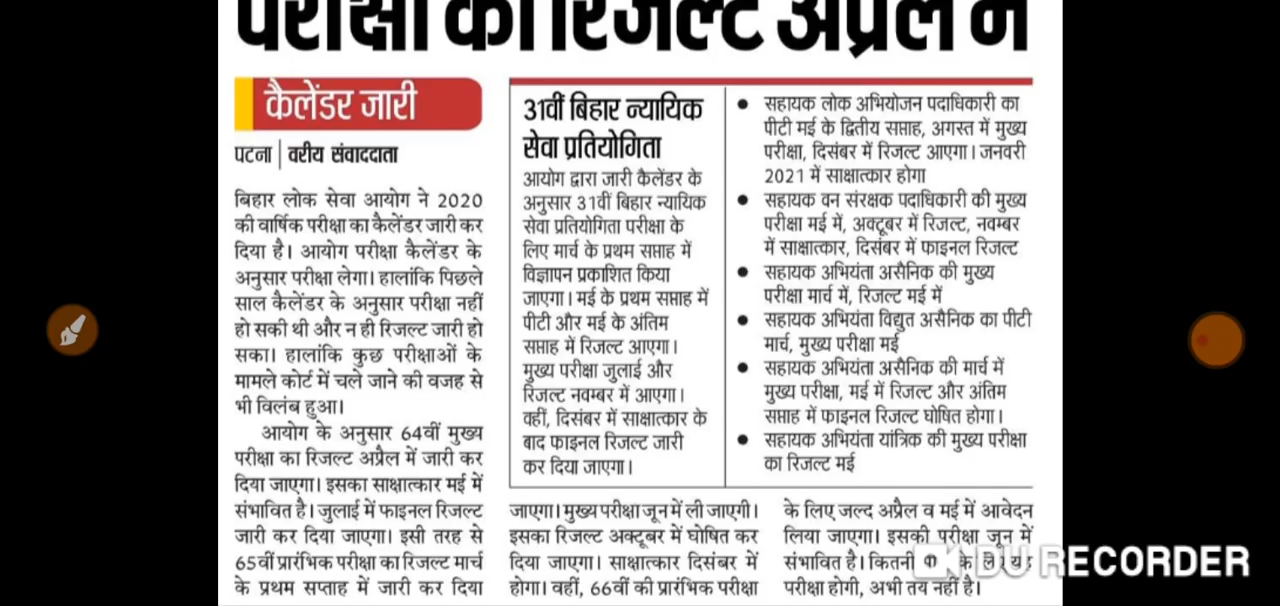 परीक्षा का रिजल्ट अप्रैल में
कैलेंडर जारी
पटना | वरीय संवाददाता
बिहार लोक सेवा आयोग ने 2020
की वार्षिक परीक्षा का कैलेंडर जारी कर
दिया है। आयोग परीक्षा कैलेंडर के
अनुसार परीक्षा लेगा। हालांकि पिछले
साल कैलेंडर के अनुसार परीक्षा नहीं
हो सकी थी और न ही रिजल्ट जारी हो
सका। हालांकि कुछ परीक्षाओं के
मामले कोर्ट में चले जाने की वजह से
भी विलंब हुआ।
आयोग के अनुसार 64वीं मुख्य
परीक्षा का रिजल्ट अप्रैल में जारी कर
दिया जाएगा। इसका साक्षात्कार मई में
संभावित है। जुलाई में फाइनल रिजल्ट
जारी कर दिया जाएगा। इसी तरह से
65वीं प्रारंभिक परीक्षा का रिजल्ट मार्च
के प्रथम सप्ताह में जारी कर दिया
31वीं बिहार न्यायिक
सेवा प्रतियोगिता
आयोग द्वारा जारी कैलेंडर के
अनुसार 31वीं बिहार न्यायिक
सेवा प्रतियोगिता परीक्षा के
लिए मार्च के प्रथम सप्ताह में
विज्ञापन प्रकाशित किया
जाएगा। मई के प्रथम सप्ताह में
पीटी और मई के अंतिम
सप्ताह में रिजल्ट आएगा।
मुख्य परीक्षा जुलाई और
रिजल्ट नवम्बर में आएगा।
वहीं, दिसंबर में साक्षात्कार के
बाद फाइनल रिजल्ट जारी
कर दिया जाएगा।
● सहायक लोक अभियोजन पदाधिकारी का
पीटी मई के द्वितीय सप्ताह, अगस्त में मुख्य
परीक्षा, दिसंबर में रिजल्ट आएगा। जनवरी
2021 में साक्षात्कार होगा
● सहायक वन संरक्षक पदाधिकारी की मुख्य
परीक्षा मई में, अक्टूबर में रिजल्ट, नवम्बर
में साक्षात्कार, दिसंबर में फाइनल रिजल्ट
● सहायक अभियंता असैनिक की मुख्य
परीक्षा मार्च में, रिजल्ट मई में
● सहायक अभियंता विद्युत असैनिक का पीटी
मार्च, मुख्य परीक्षा मई
● सहायक अभियंता असैनिक की मार्च में
मुख्य परीक्षा, मई में रिजल्ट और अंतिम
सप्ताह में फाइनल रिजल्ट घोषित होगा।
● सहायक अभियंता यांत्रिक की मुख्य परीक्षा
का रिजल्ट मई
जाएगा। मुख्य परीक्षा जून में ली जाएगी।
इसका रिजल्ट अक्टूबर में घोषित कर
दिया जाएगा। साक्षात्कार दिसंबर में
होगा। वहीं, 66वीं की प्रारंभिक परीक्षा
के लिए जल्द अप्रैल व मई में आवेदन
लिया जाएगा। इसकी परीक्षा जून में
संभावित है। कितनी
परीक्षा होगी, अभी तय नहीं है।
DU RECORDER